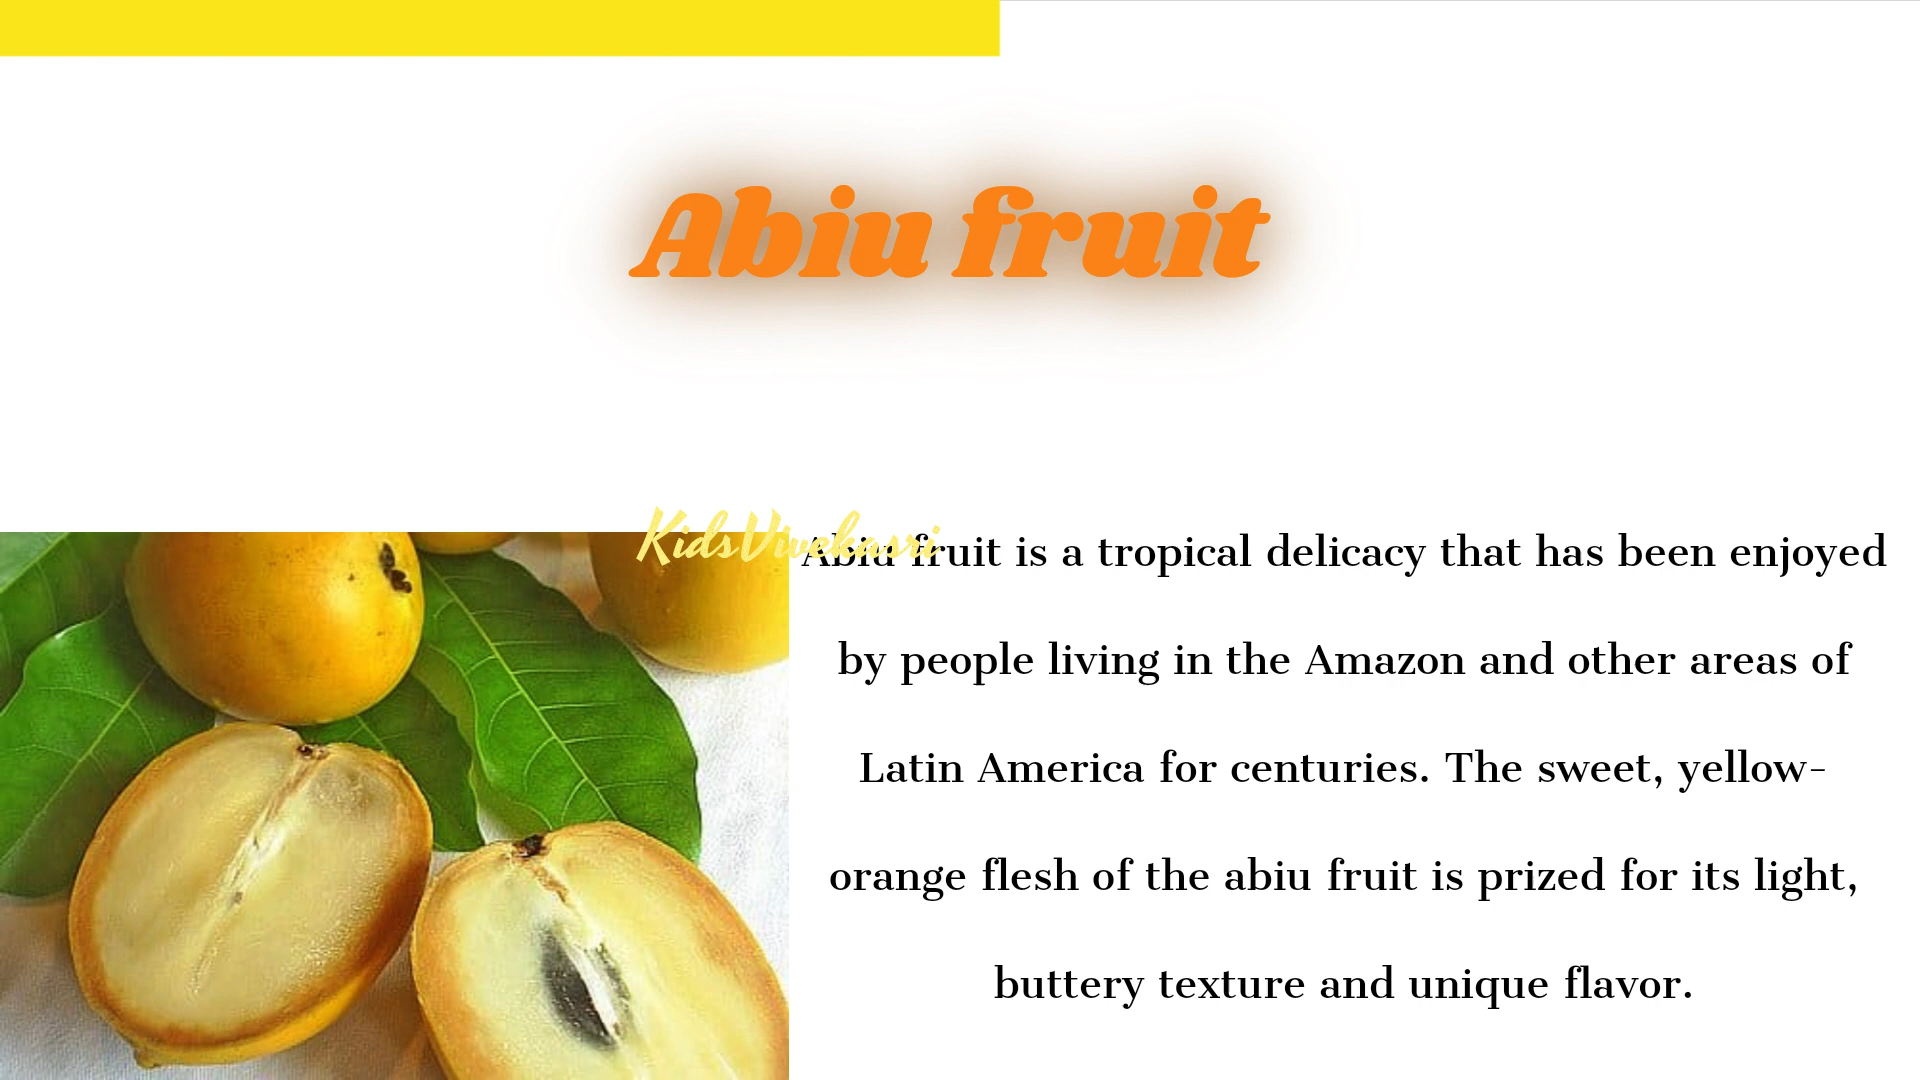 Abiu fruit
KidsVivekasri
Abiu fruit is a tropical delicacy that has been enjoyed
by people living in the Amazon and other areas of
Latin America for centuries. The sweet, yellow-
orange flesh of the abiu fruit is prized for its light,
buttery texture and unique flavor.